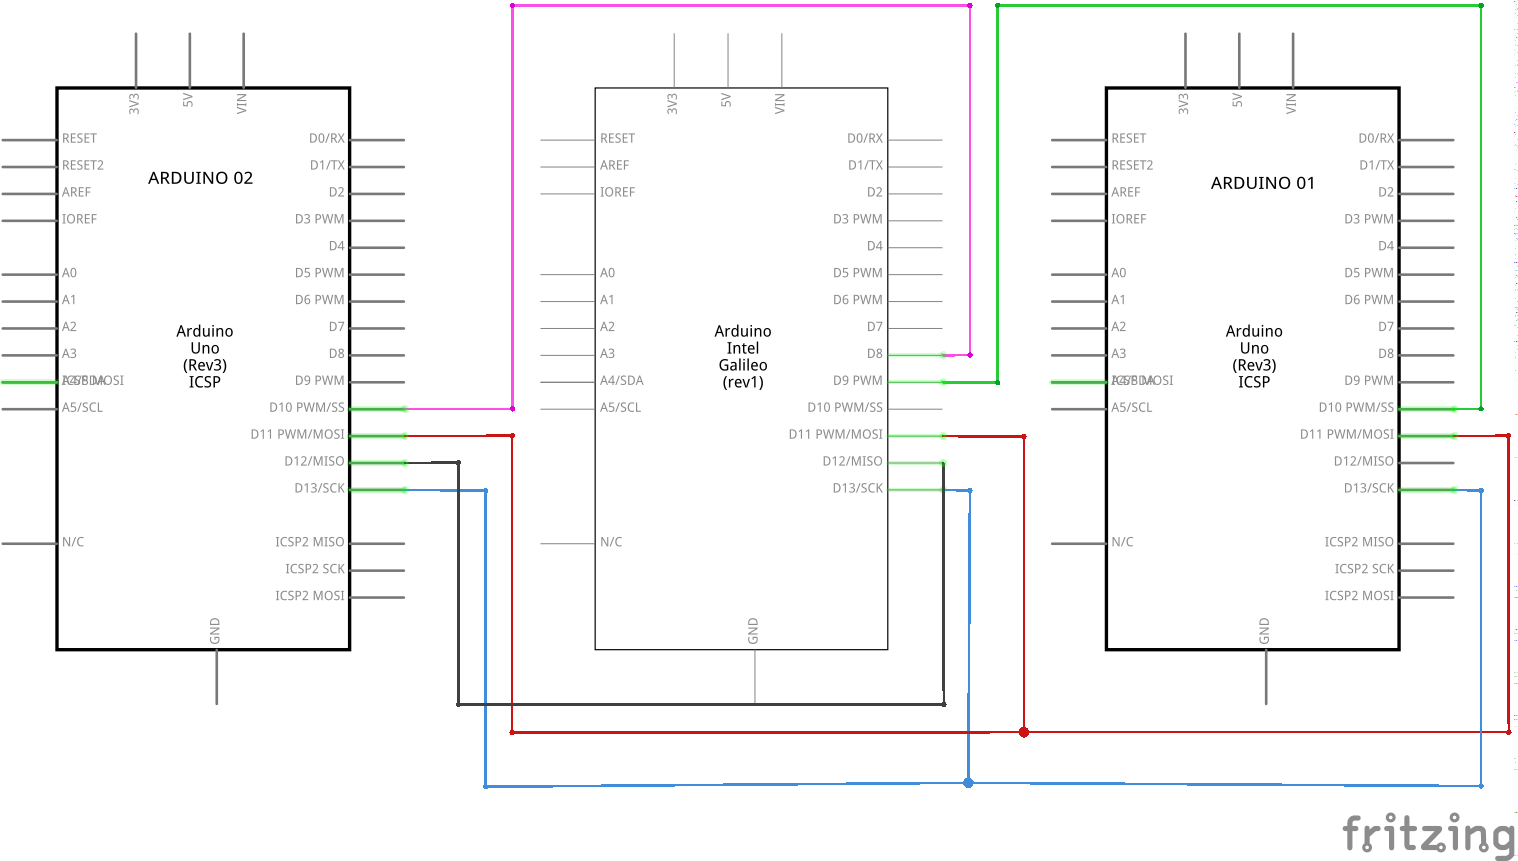 3V3
5V
VIN
RESET
RESET2
AREF
IOREF
A0
A1
A2
A3
A5/SCL
N/C
ARDUINO 02
Arduino
Uno
(Rev3)
ICSP
D0/RX
D1/TX
D2
D3 PWM
D4
D5 PWM
D6 PWM
D7
D8
D9 PWM
D10 PWM/SS
D11 PWM/MOSI
D12/MISO
D13/SCK
ICSP2 MISO
ICSP2 SCK
ICSP2 MOSI
GND
3V3
5V
VIN
RESET
AREF
IOREF
A0
A1
A2
A3
A4/SDA
A5/SCL
N/C
Arduino
Intel
Galileo
(rev1)
D0/RX
D1/TX
D2
D3 PWM
D4
D5 PWM
D6 PWM
D7
D8
D9 PWM
D10 PWM/SS
D11 PWM/MOSI
D12/MISO
D13/SCK
GND
3V3
5V
VIN
RESET
RESET2
AREF
IOREF
A0
A1
A2
A3
A5/SCL
N/C
ARDUINO 01
Arduino
Uno
(Rev3)
ICSP
D0/RX
D1/TX
D2
D3 PWM
D4
D5 PWM
D6 PWM
D7
D8
D9 PWM
D10 PWM/SS
D11 PWM/MOSI
D12/MISO
D13/SCK
ICSP2 MISO
ICSP2 SCK
ICSP2 MOSI
GND
fritzing